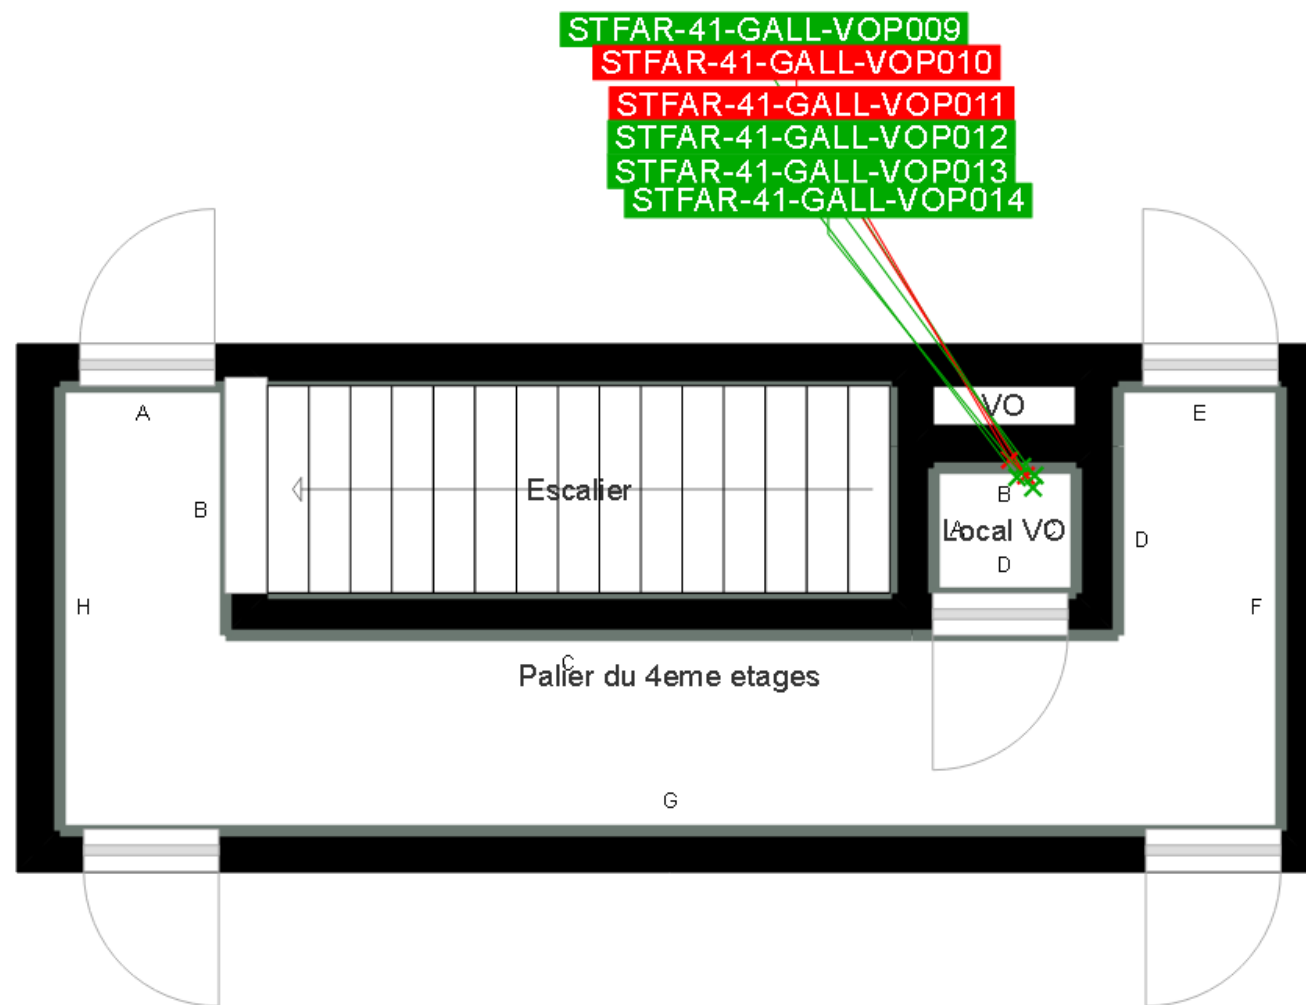 STFAR-41-GALL-VOP009
STFAR-41-GALL-VOP010
STFAR-41-GALL-VOP011
STFAR-41-GALL-VOP012
STFAR-41-GALL-VOP013
STFAR-41-GALL-VOP014
VO
A
E
Escalier
B
B
A
Local VO
C
D
D
H
F
C
Palier du 4eme etages
G